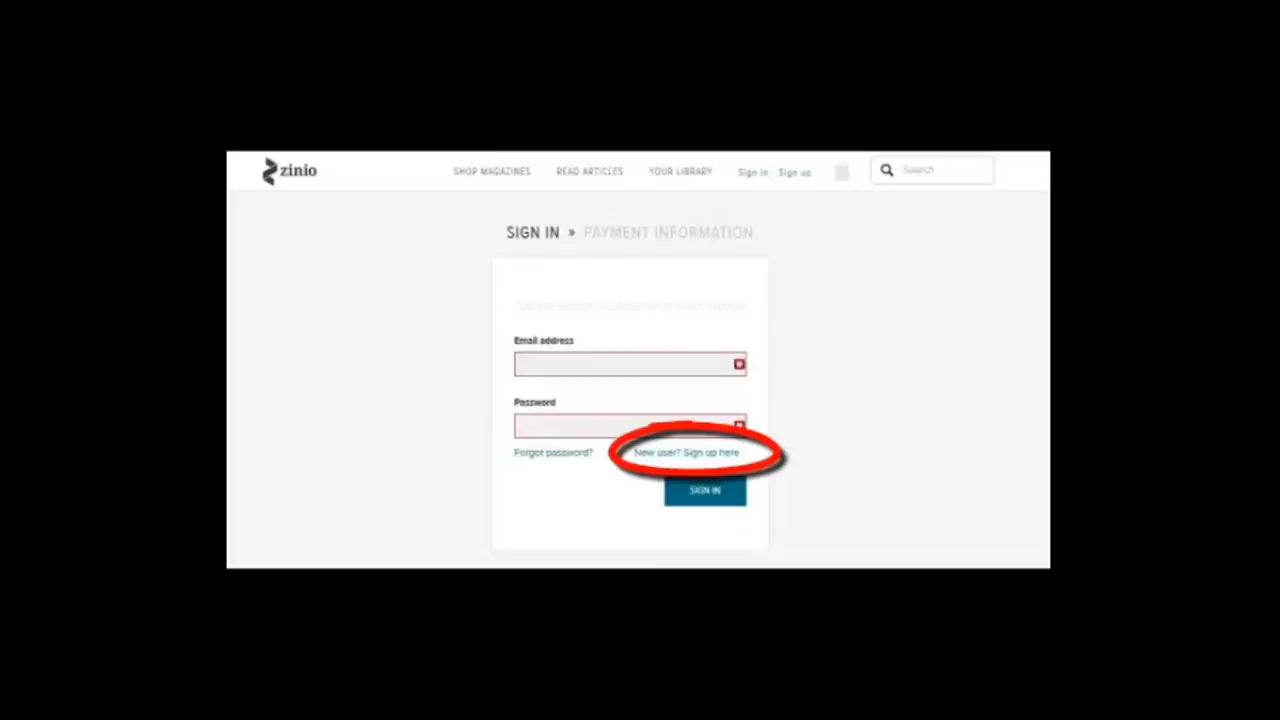 zinio
SHOP MAGAZINES READ ARTICLES YOUR LIBRARY Sign in Sign up Search
SIGN IN » PAYMENT INFORMATION
Email address
Password
Forgot password? New user? Sign up here
SIGN IN